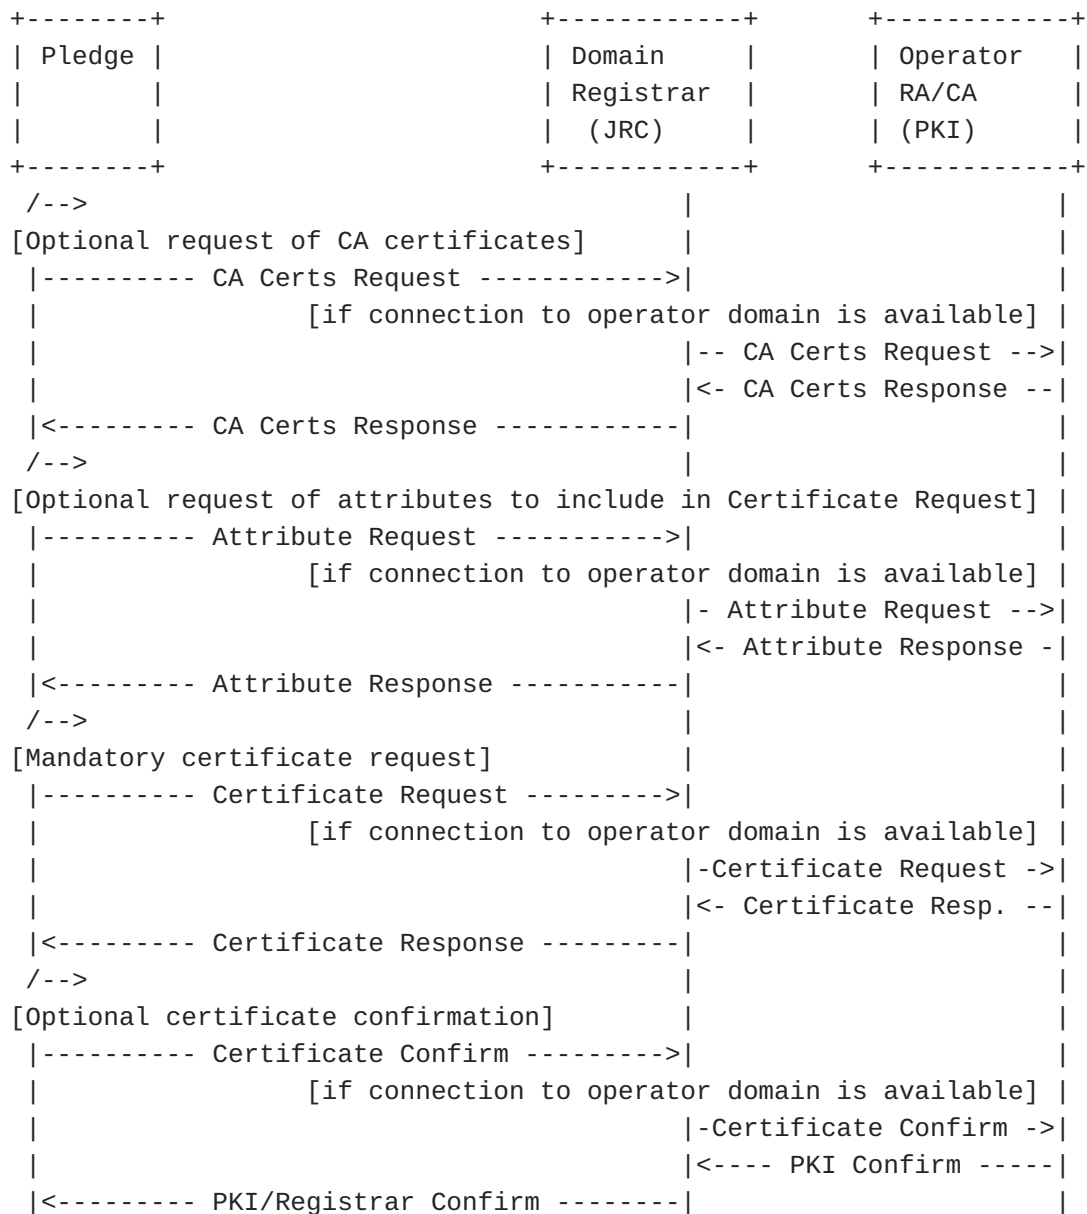 +--------+                         +------------+       +------------+
| Pledge |                         | Domain     |       | Operator   |
|        |                         | Registrar  |       | RA/CA      |
|        |                         |  (JRC)     |       | (PKI)      |
+--------+                         +------------+       +------------+
 /-->                                       |                        |
[Optional request of CA certificates]       |                        |
 |---------- CA Certs Request ------------>|                        |
 |                 [if connection to operator domain is available] |
 |                                          |-- CA Certs Request -->|
 |                                          |<- CA Certs Response --|
 |<--------- CA Certs Response ------------|                        |
 /-->                                       |                        |
[Optional request of attributes to include in Certificate Request] |
 |---------- Attribute Request ----------->|                        |
 |                 [if connection to operator domain is available] |
 |                                          |- Attribute Request -->|
 |                                          |<- Attribute Response -|
 |<--------- Attribute Response -----------|                        |
 /-->                                       |                        |
[Mandatory certificate request]             |                        |
 |---------- Certificate Request --------->|                        |
 |                 [if connection to operator domain is available] |
 |                                          |-Certificate Request ->|
 |                                          |<- Certificate Resp. --|
 |<--------- Certificate Response ---------|                        |
 /-->                                       |                        |
[Optional certificate confirmation]         |                        |
 |---------- Certificate Confirm --------->|                        |
 |                 [if connection to operator domain is available] |
 |                                          |-Certificate Confirm ->|
 |                                          |<---- PKI Confirm -----|
 |<--------- PKI/Registrar Confirm --------|                        |